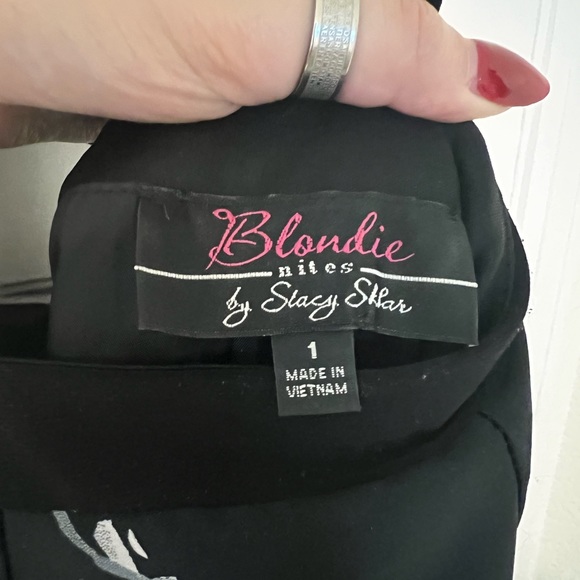 Blondie
nites
by Stacy Sklar
1
MADE IN
VIETNAM